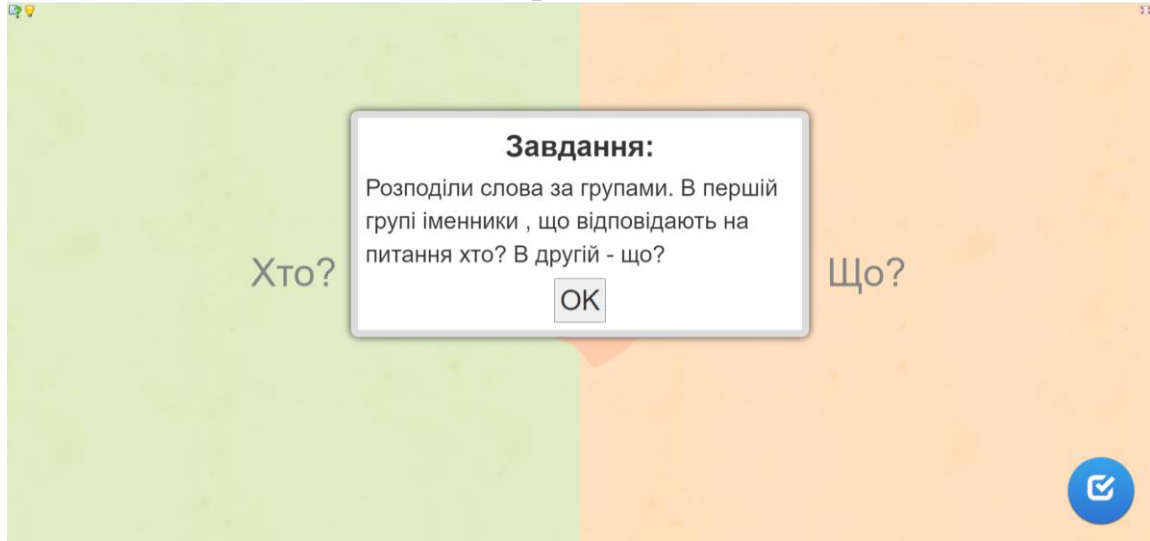 Завдання:
Розподіли слова за групами. В першій
групі іменники , що відповідають на
питання хто? В другій - що?
OK
Хто?
Що?